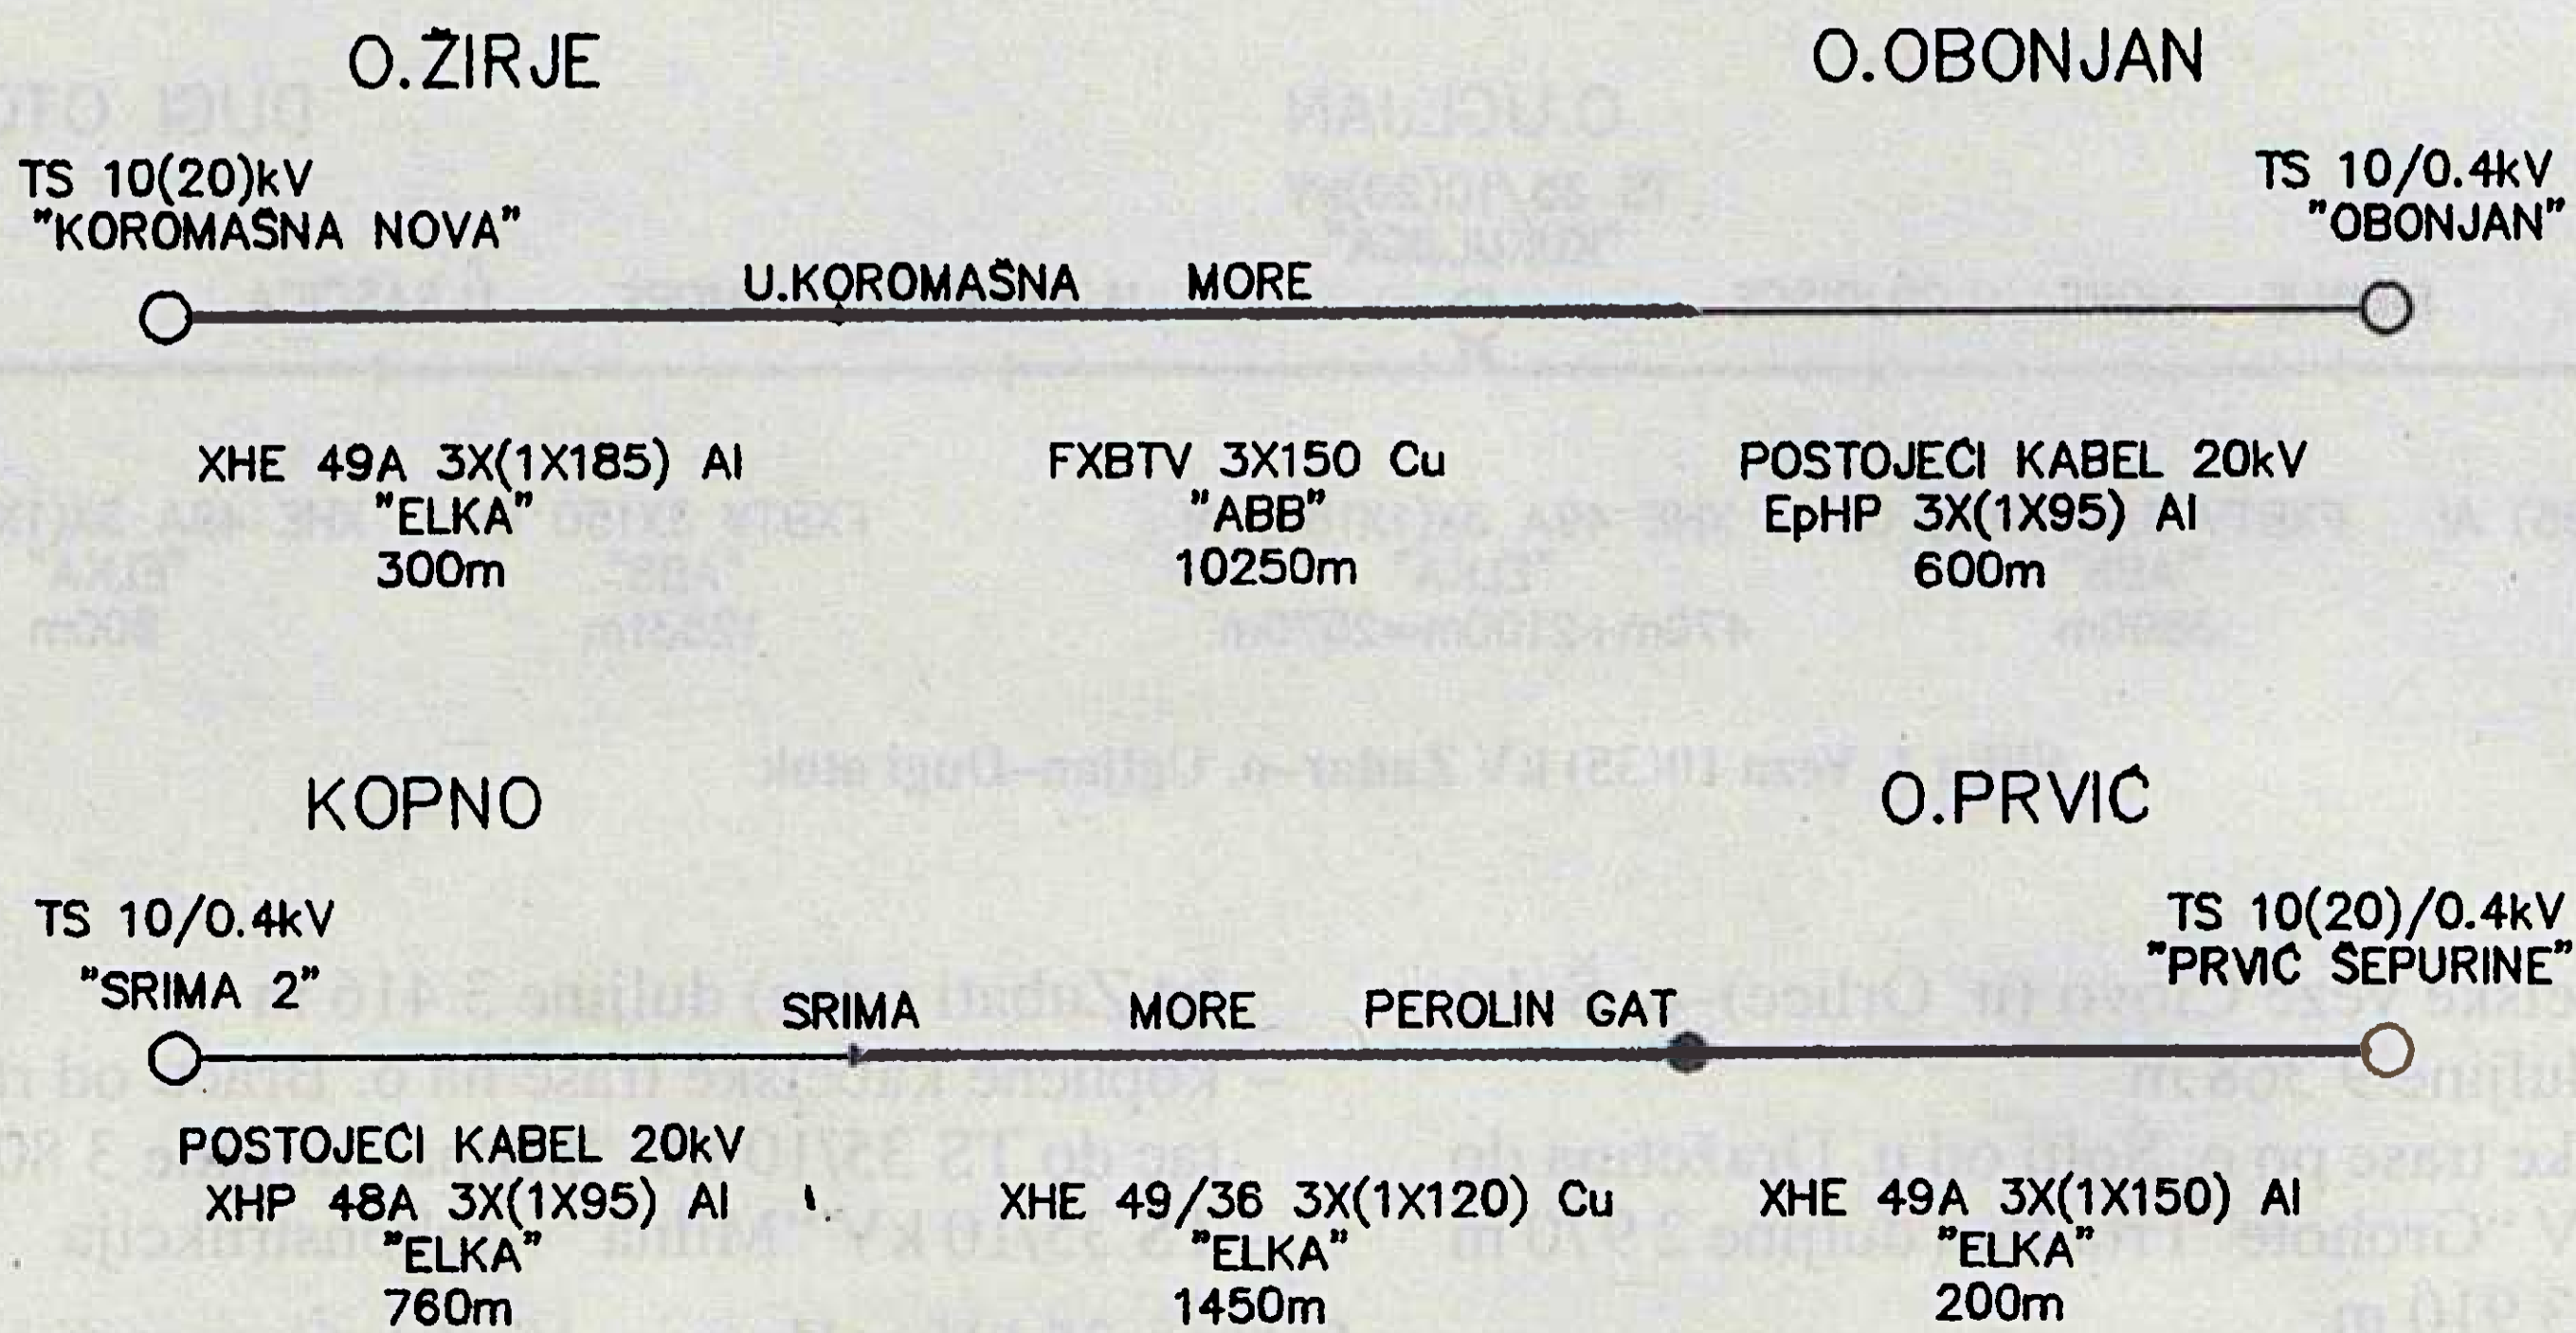 O.ŽIRJE
O.OBONJAN
TS 10(20)kV
"KOROMAŠNA NOVA"
TS 10/0.4kV
"OBONJAN"
U.KOROMAŠNA MORE
XHE 49A 3X(1X185) Al
"ELKA"
300m
FXBTV 3X150 Cu
"ABB"
10250m
POSTOJEĆI KABEL 20kV
EpHP 3X(1X95) Al
600m
KOPNO
O.PRVIĆ
TS 10/0.4kV
"SRIMA 2"
TS 10(20)/0.4kV
"PRVIĆ ŠEPURINE"
SRIMA MORE PEROLIN GAT
POSTOJEĆI KABEL 20kV
XHP 48A 3X(1X95) Al
"ELKA"
760m
XHE 49/36 3X(1X120) Cu
"ELKA"
1450m
XHE 49A 3X(1X150) Al
"ELKA"
200m